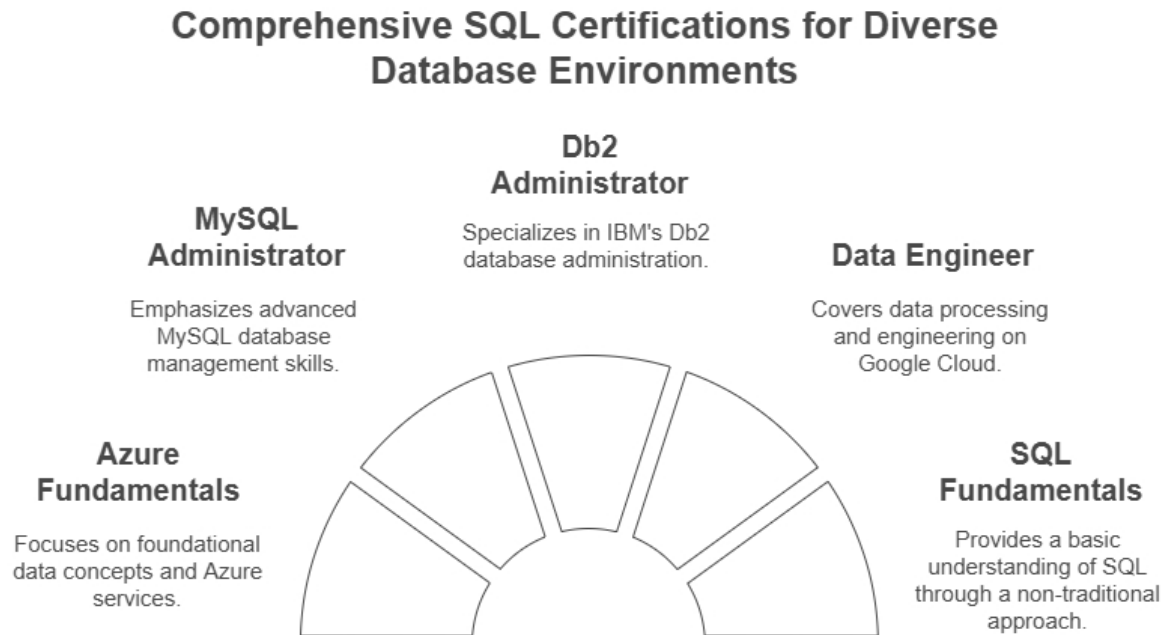 Comprehensive SQL Certifications for Diverse
Database Environments
Db2
Administrator
Specializes in IBM's Db2
database administration.
MySQL
Administrator
Emphasizes advanced
MySQL database
management skills.
Data Engineer
Covers data processing
and engineering on
Google Cloud.
Azure
Fundamentals
Focuses on foundational
data concepts and Azure
services.
SQL
Fundamentals
Provides a basic
understanding of SQL
through a non-traditional
approach.